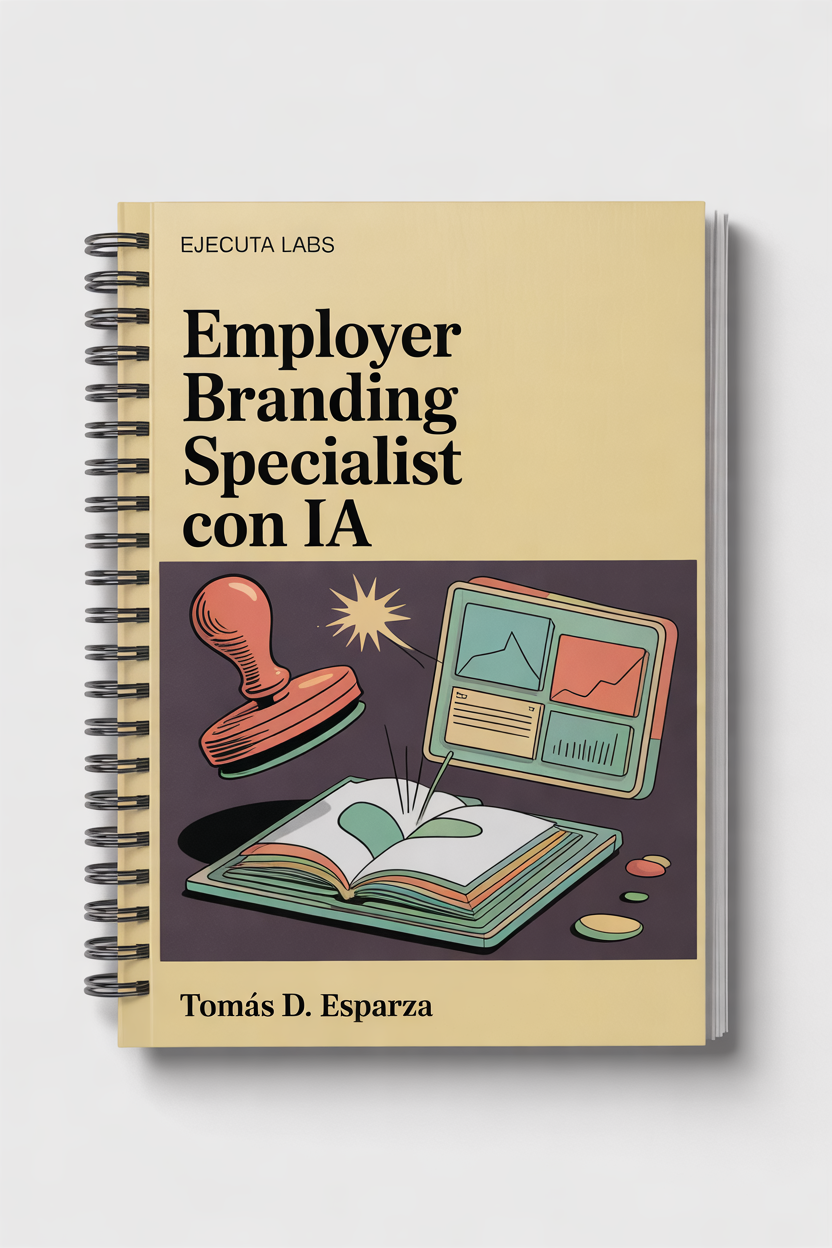 EJECUTA LABS
Employer
Branding
Specialist
con IA
Tomás D. Esparza